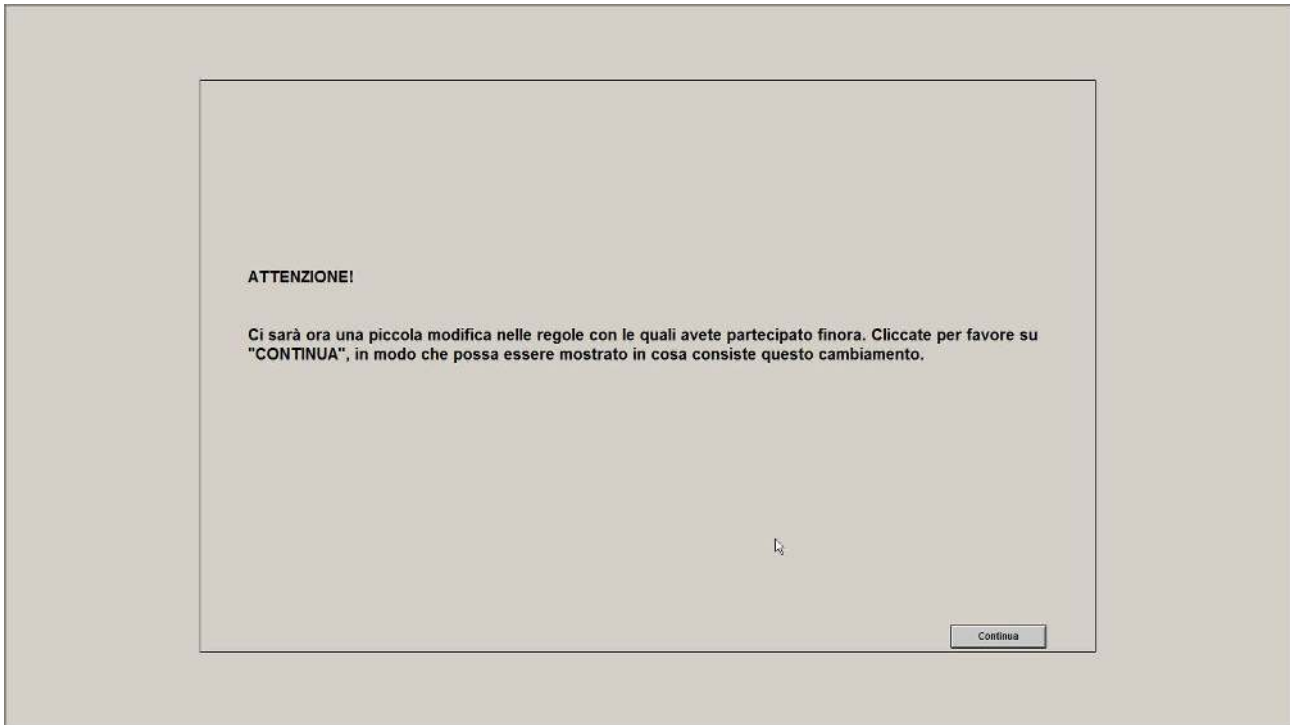 ATTENZIONE!
Ci sarà ora una piccola modifica nelle regole con le quali avete partecipato finora. Cliccate per favore su
"CONTINUA", in modo che possa essere mostrato in cosa consiste questo cambiamento.
Continua